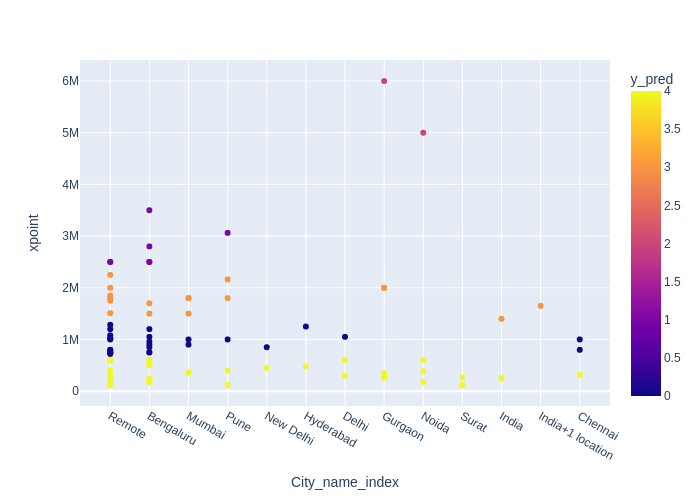 y_pred
6M
5M
4M
3M
2M
1M
0
xpoint
4
3.5
3
2.5
2
1.5
1
0.5
0
Remote
Bengaluru
Mumbai
Pune
New Delhi
Hyderabad
Delhi
Gurgaon
Noida
Surat
India
India+1 location
Chennai
City_name_index